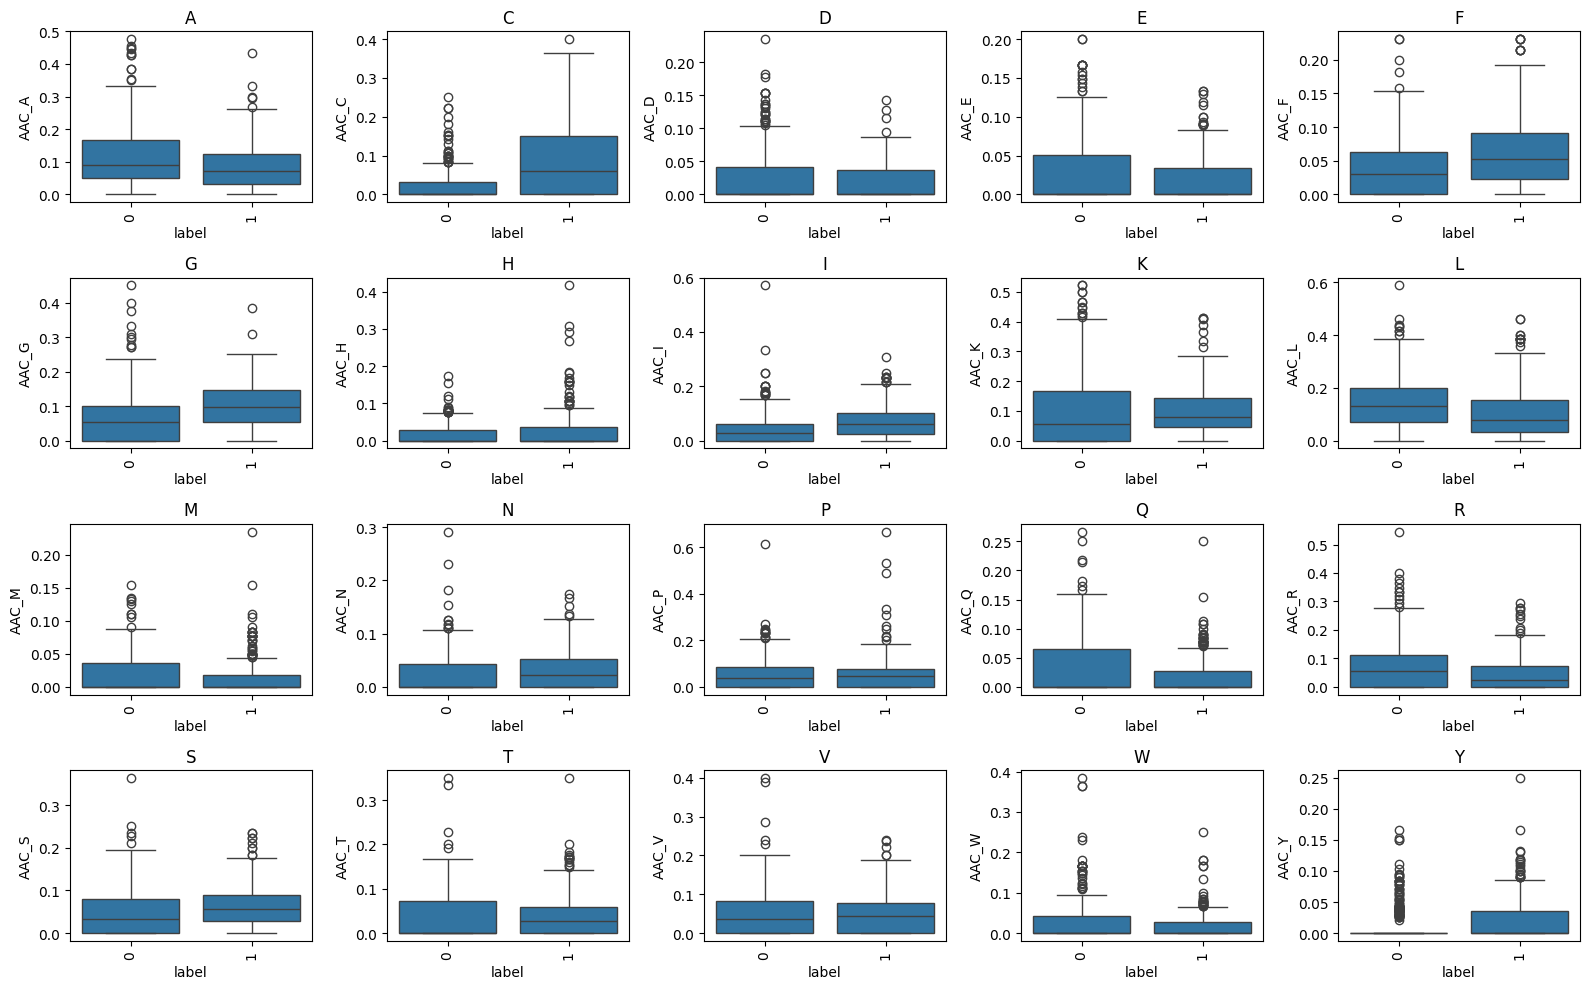 A C D E F
0.5 0.4 0.3 0.2 0.1 0.0 AAC_A 0 1 label
0.4 0.3 0.2 0.1 0.0 AAC_C 0 1 label
0.20 0.15 0.10 0.05 0.00 AAC_D 0 1 label
0.20 0.15 0.10 0.05 0.00 AAC_E 0 1 label
0.20 0.15 0.10 0.05 0.00 AAC_F 0 1 label
G H I K L
0.4 0.3 0.2 0.1 0.0 AAC_G 0 1 label
0.4 0.3 0.2 0.1 0.0 AAC_H 0 1 label
0.6 0.4 0.2 0.0 AAC_I 0 1 label
0.5 0.4 0.3 0.2 0.1 0.0 AAC_K 0 1 label
0.6 0.4 0.2 0.0 AAC_L 0 1 label
M N P Q R
0.20 0.15 0.10 0.05 0.00 AAC_M 0 1 label
0.3 0.2 0.1 0.0 AAC_N 0 1 label
0.6 0.4 0.2 0.0 AAC_P 0 1 label
0.25 0.20 0.15 0.10 0.05 0.00 AAC_Q 0 1 label
0.5 0.4 0.3 0.2 0.1 0.0 AAC_R 0 1 label
S T V W Y
0.3 0.2 0.1 0.0 AAC_S 0 1 label
0.3 0.2 0.1 0.0 AAC_T 0 1 label
0.4 0.3 0.2 0.1 0.0 AAC_V 0 1 label
0.4 0.3 0.2 0.1 0.0 AAC_W 0 1 label
0.25 0.20 0.15 0.10 0.05 0.00 AAC_Y 0 1 label